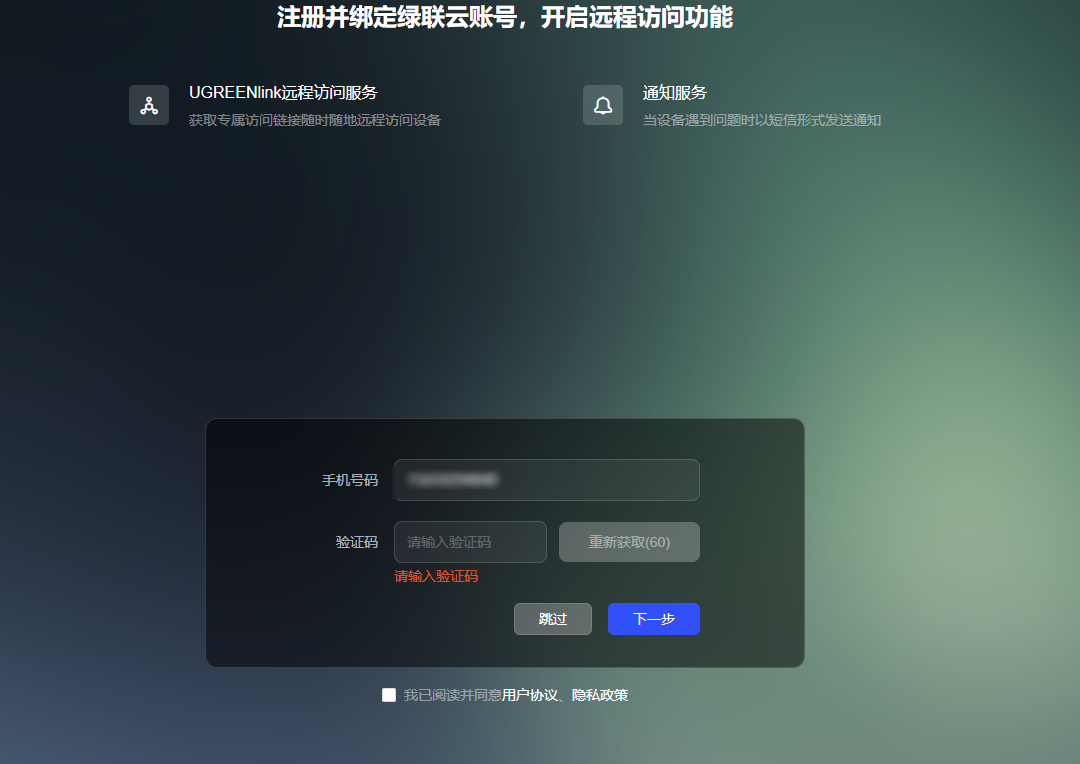 注册并绑定绿联云账号，开启远程访问功能
UGREENlink远程访问服务
获取专属访问链接随时随地远程访问设备
通知服务
当设备遇到问题时以短信形式发送通知
手机号码
验证码
请输入验证码
重新获取(60)
请输入验证码
跳过
下一步
我已阅读并同意用户协议、隐私政策